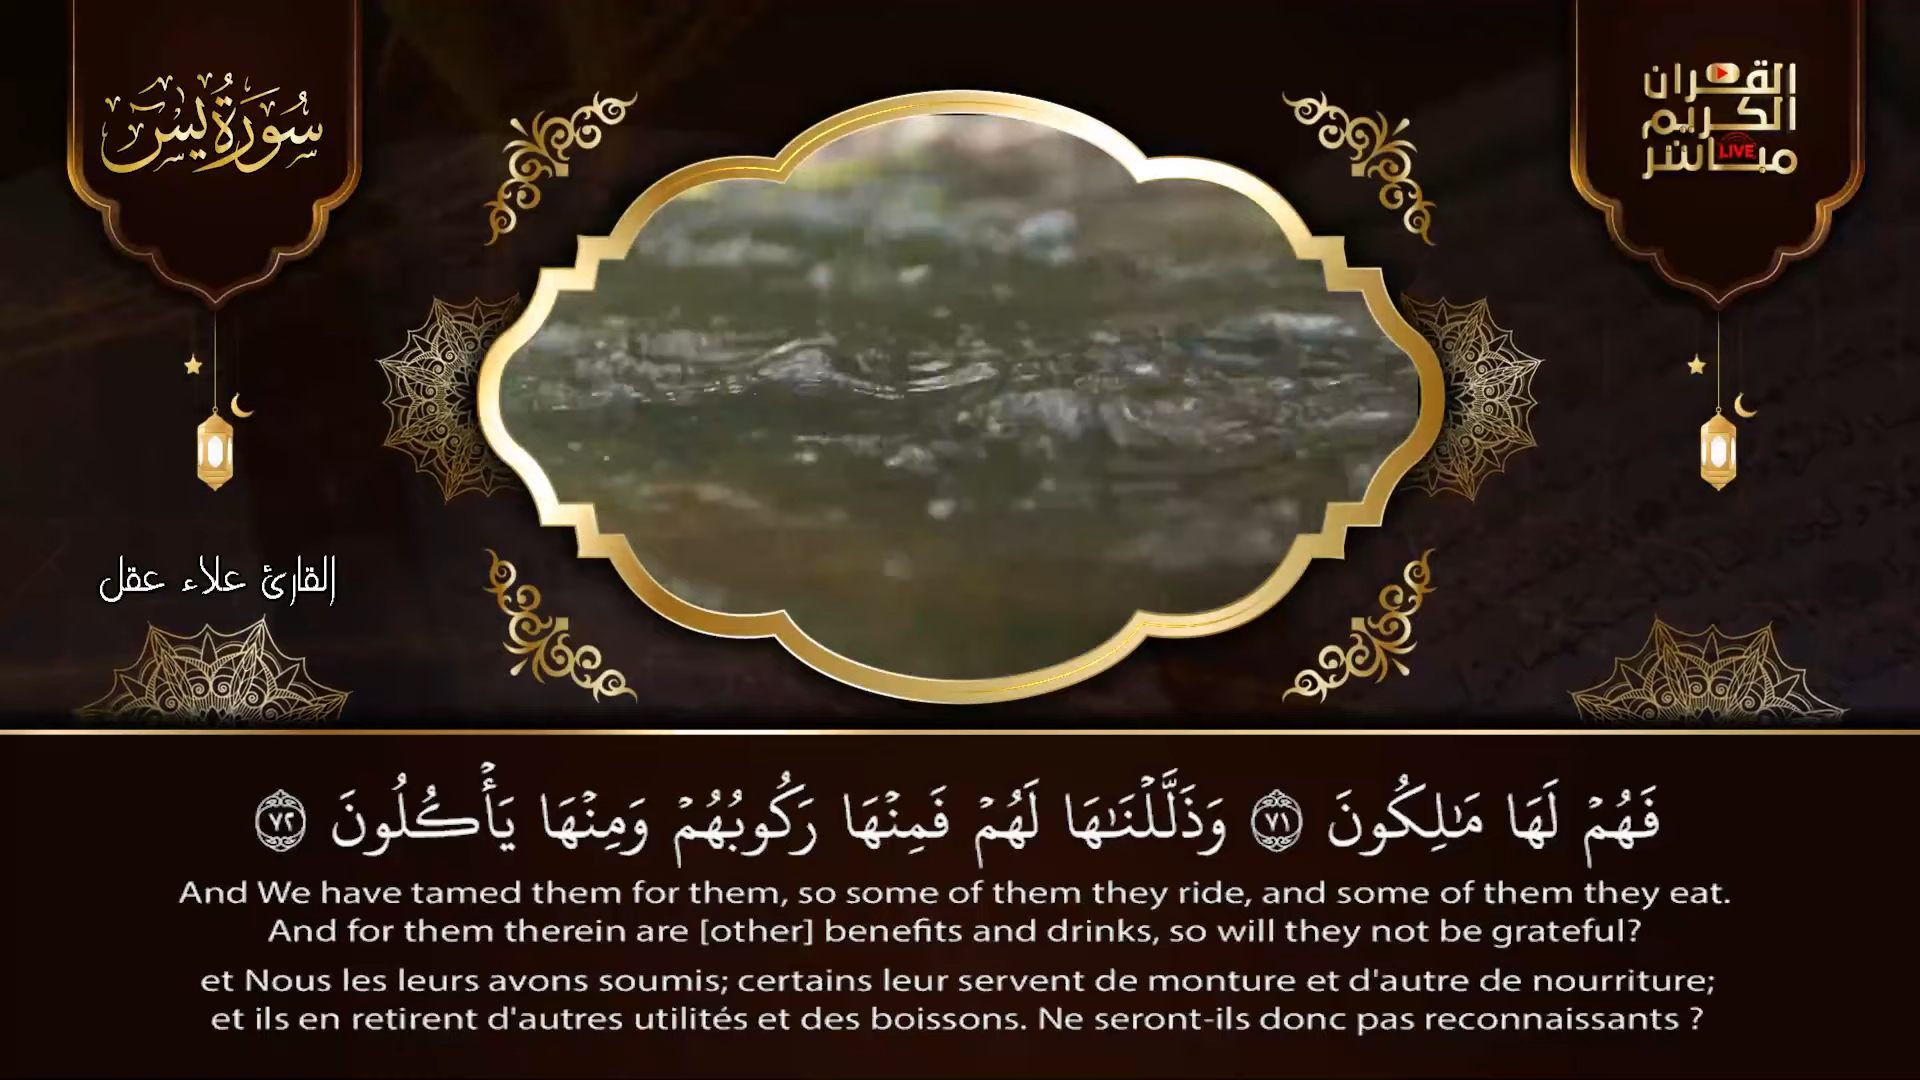 سُورَةُ يس
القرآن
الكريم
مباشر
LIVE
القارئ علاء عقل
فَهُمْ لَهَا مَـٰلِكُونَ ٧١ وَذَلَّلْنَـٰهَا لَهُمْ فَمِنْهَا رَكُوبُهُمْ وَمِنْهَا يَأْكُلُونَ ٧٢
And We have tamed them for them, so some of them they ride, and some of them they eat.
And for them therein are [other] benefits and drinks, so will they not be grateful?
et Nous les leurs avons soumis; certains leur servent de monture et d'autre de nourriture;
et ils en retirent d'autres utilités et des boissons. Ne seront-ils donc pas reconnaissants ?